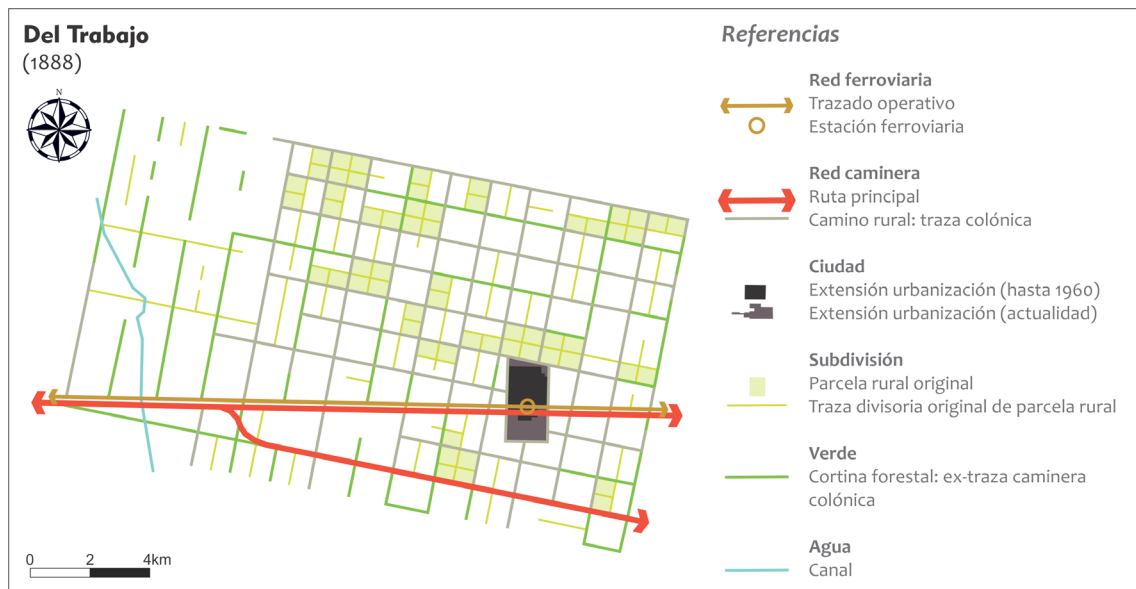 Del Trabajo
(1888)
N
0 2 4km
Referencias
Red ferroviaria
Trazado operativo
Estación ferroviaria
Red caminera
Ruta principal
Camino rural: traza colónica
Ciudad
Extensión urbanización (hasta 1960)
Extensión urbanización (actualidad)
Subdivisión
Parcela rural original
Traza divisoria original de parcela rural
Verde
Cortina forestal: ex-traza caminera
colónica
Agua
Canal